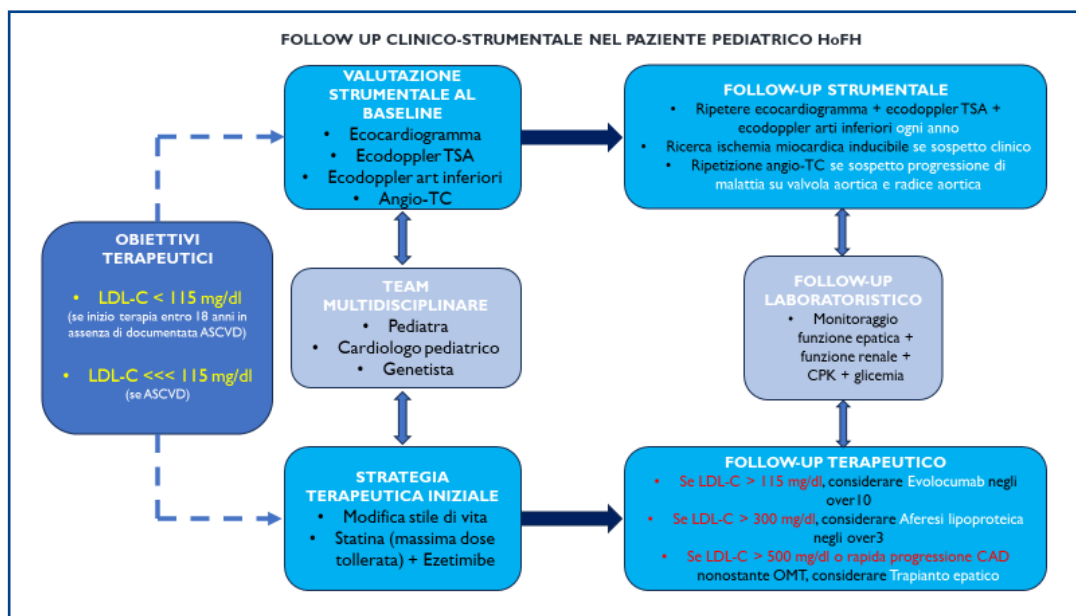 FOLLOW UP CLINICO-STRUMENTALE NEL PAZIENTE PEDIATRICO HoFH
VALUTAZIONE
STRUMENTALE AL
BASELINE
• Ecocardiogramma
• Ecodoppler TSA
• Ecodoppler art inferiori
• Angio-TC
FOLLOW-UP STRUMENTALE
• Ripetere ecocardiogramma + ecodoppler TSA +
ecodoppler arti inferiori ogni anno
• Ricerca ischemia miocardica inducibile se sospetto clinico
• Ripetizione angio-TC se sospetto progressione di
malattia su valvola aortica e radice aortica
OBIETTIVI
TERAPEUTICI
• LDL-C < 115 mg/dl
(se inizio terapia entro 18 anni in
assenza di documentata ASCVD)
• LDL-C <<< 115 mg/dl
(se ASCVD)
TEAM
MULTIDISCIPLINARE
• Pediatra
• Cardiologo pediatrico
• Genetista
FOLLOW-UP
LABORATORISTICO
• Monitoraggio
funzione epatica +
funzione renale +
CPK + glicemia
STRATEGIA
TERAPEUTICA INIZIALE
• Modifica stile di vita
• Statina (massima dose
tollerata) + Ezetimibe
FOLLOW-UP TERAPEUTICO
• Se LDL-C > 115 mg/dl, considerare Evolocumab negli
over10
• Se LDL-C > 300 mg/dl, considerare Aferesi lipoproteica
negli over3
• Se LDL-C > 500 mg/dl o rapida progressione CAD
nonostante OMT, considerare Trapianto epatico